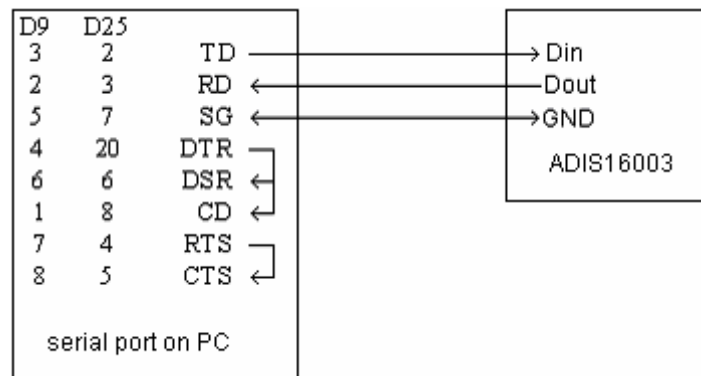 D9 D25
3 2 TD Din
2 3 RD Dout
5 7 SG GND
4 20 DTR
ADIS16003
6 6 DSR
1 8 CD
7 4 RTS
8 5 CTS
serial port on PC